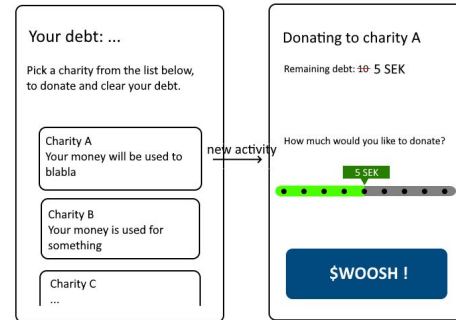 Your debt: ...
Pick a charity from the list below,
to donate and clear your debt.
Charity A
Your money will be used to
blabla
Charity B
Your money is used for
something
Charity C
...
new activity
Donating to charity A
Remaining debt: 10 5 SEK
How much would you like to donate?
5 SEK
$WOOSH !